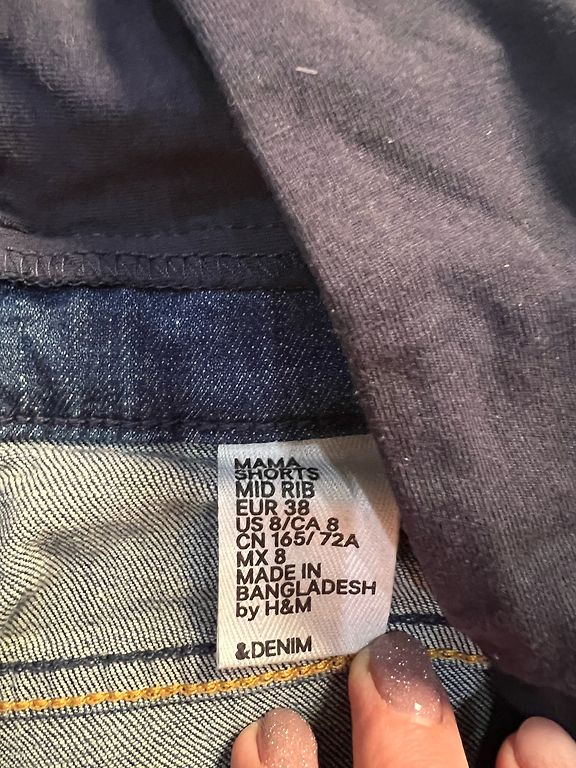 MAMA
SHORTS
MID RIB
EUR 38
US 8/CA 8
CN 165/72A
MX 8
MADE IN
BANGLADESH
by H&M
&DENIM